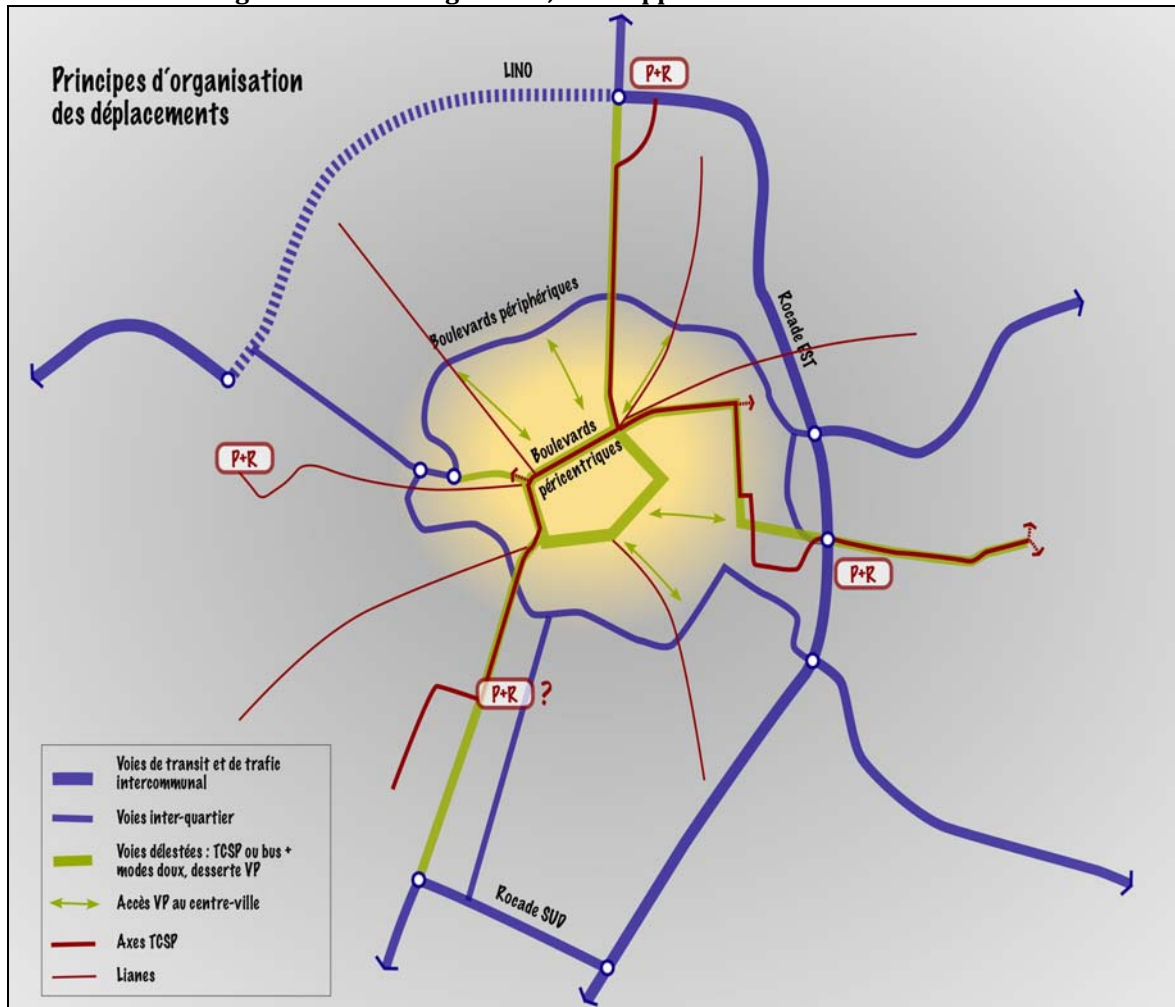 Principes d'organisation
des déplacements
LINO
P+R
Boulevards périphériques
Rocade EST
Boulevards
péricentriques
P+R
P+R
P+R ?
Rocade SUD
Voies de transit et de trafic
intercommunal
Voies inter-quartier
Voies délestées : TCSP ou bus +
modes doux, desserte VP
Accès VP au centre-ville
Axes TCSP
Lianes